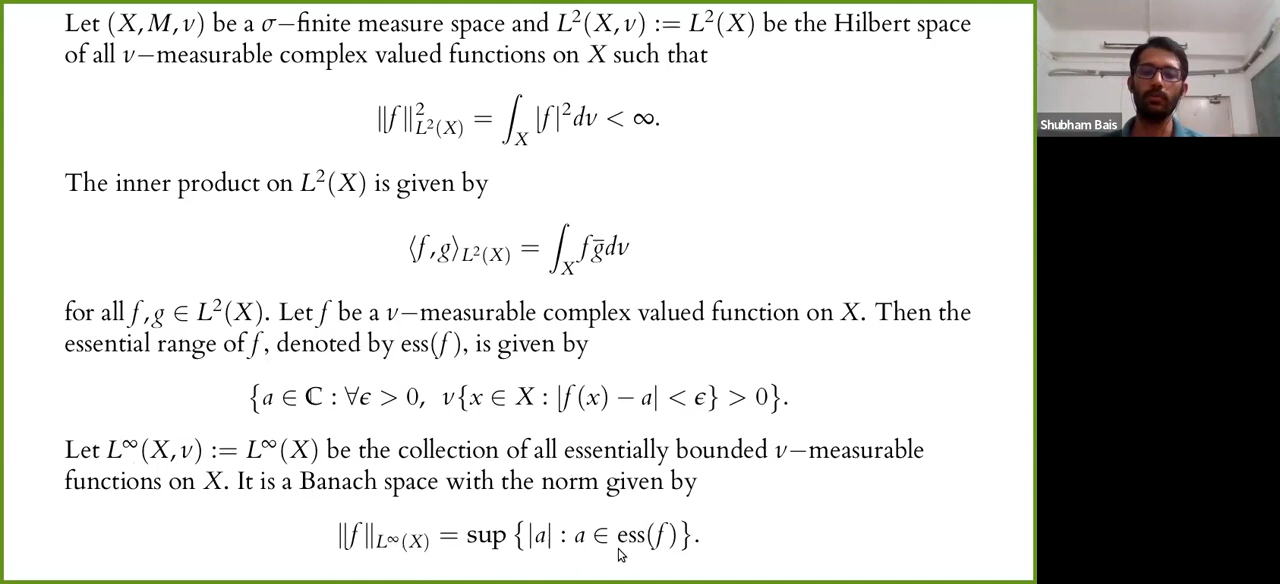 Let (X, M, ν) be a σ−finite measure space and L²(X, ν) := L²(X) be the Hilbert space
of all ν−measurable complex valued functions on X such that
‖f‖²_{L²(X)} = ∫_X |f|²dν < ∞.
The inner product on L²(X) is given by
⟨f, g⟩_{L²(X)} = ∫_X fḡdν
for all f, g ∈ L²(X). Let f be a ν−measurable complex valued function on X. Then the
essential range of f, denoted by ess(f), is given by
{a ∈ ℂ : ∀ϵ > 0, ν{x ∈ X : |f(x) − a| < ϵ} > 0}.
Let L^∞(X, ν) := L^∞(X) be the collection of all essentially bounded ν−measurable
functions on X. It is a Banach space with the norm given by
‖f‖_{L^∞(X)} = sup {|a| : a ∈ ess(f)}.
Shubham Bais